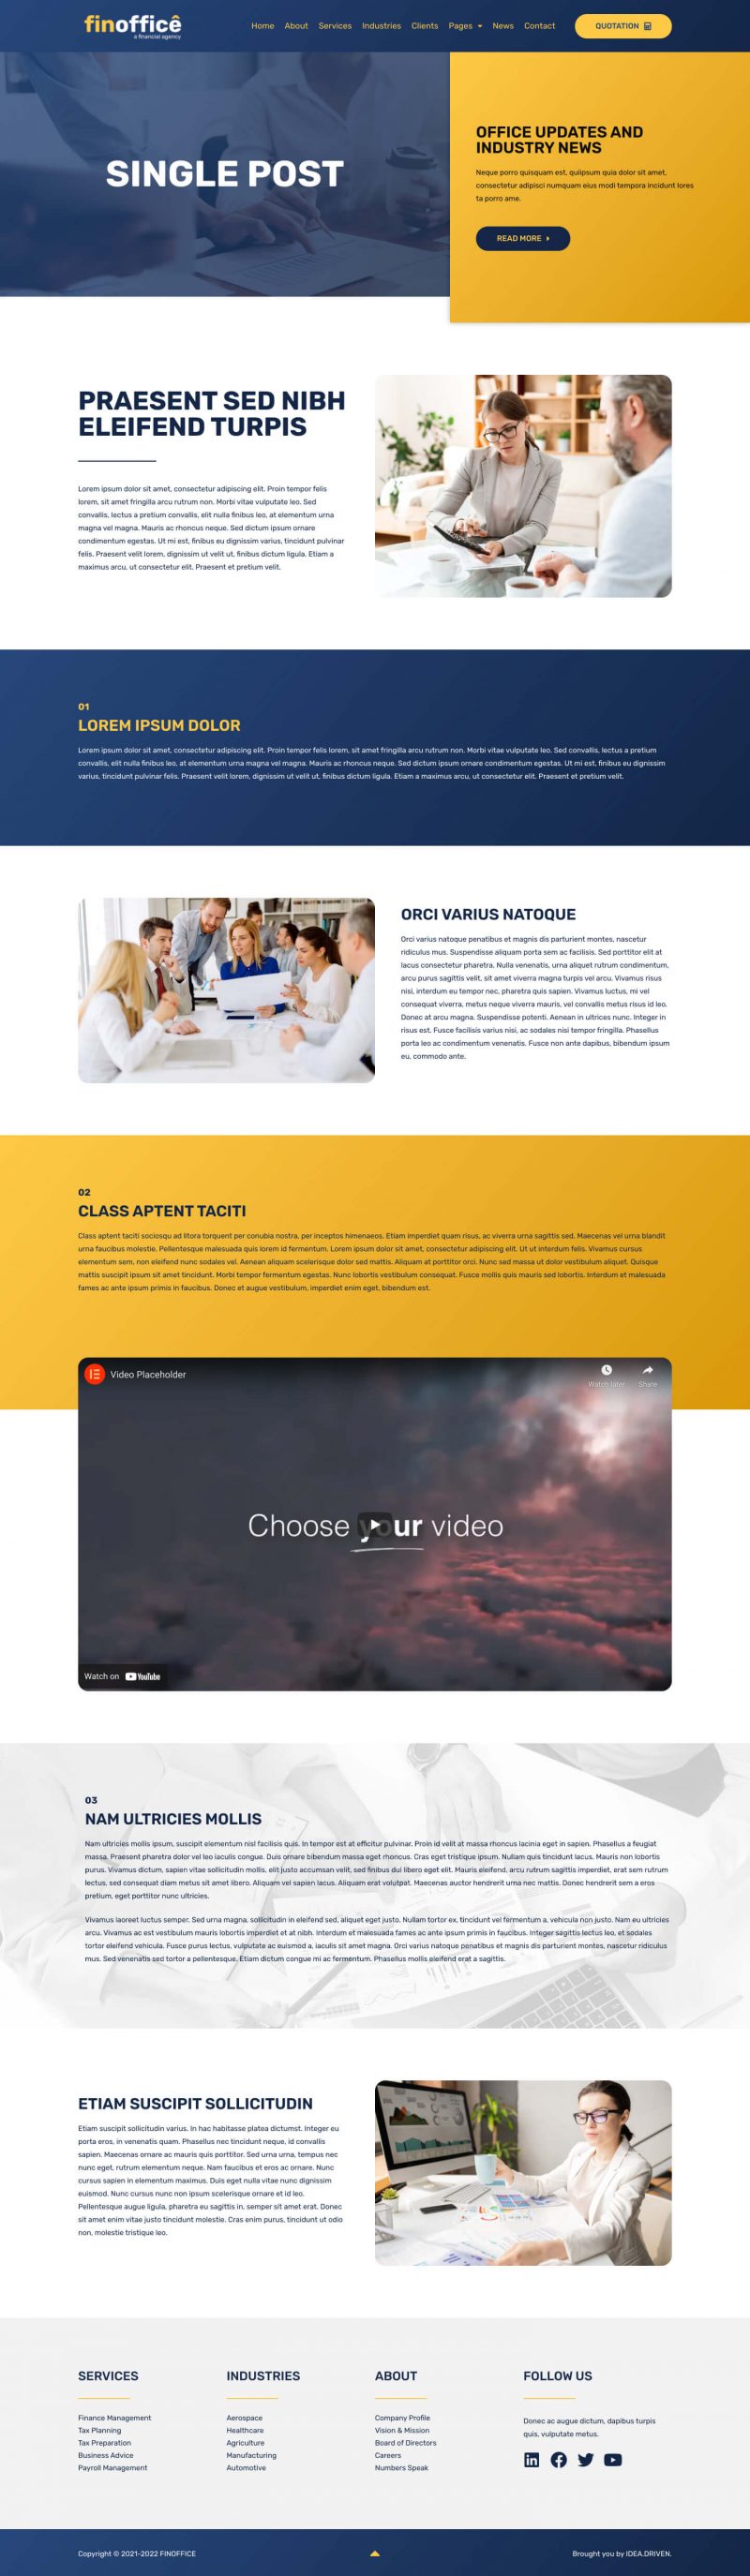 finofficê
a financial agency
Home About Services Industries Clients Pages News Contact
QUOTATION
SINGLE POST
OFFICE UPDATES AND
INDUSTRY NEWS
Neque porro quisquam est, quiipsum quia dolor sit amet,
consectetur adipisci numquam eius modi tempora incidunt lores
ta porro ame.
READ MORE
PRAESENT SED NIBH
ELEIFEND TURPIS
Lorem ipsum dolor sit amet, consectetur adipiscing elit. Proin tempor felis
lorem, sit amet fringilla arcu rutrum non. Morbi vitae vulputate leo. Sed
convallis, lectus a pretium convallis, elit nulla finibus leo, at elementum urna
magna vel magna. Mauris ac rhoncus neque. Sed dictum ipsum ornare
condimentum egestas. Ut mi est, finibus eu dignissim varius, tincidunt pulvinar
felis. Praesent velit lorem, dignissim ut velit ut, finibus dictum ligula. Etiam a
maximus arcu, ut consectetur elit. Praesent et pretium velit.
01
LOREM IPSUM DOLOR
Lorem ipsum dolor sit amet, consectetur adipiscing elit. Proin tempor felis lorem, sit amet fringilla arcu rutrum non. Morbi vitae vulputate leo. Sed convallis, lectus a pretium
convallis, elit nulla finibus leo, at elementum urna magna vel magna. Mauris ac rhoncus neque. Sed dictum ipsum ornare condimentum egestas. Ut mi est, finibus eu dignissim
varius, tincidunt pulvinar felis. Praesent velit lorem, dignissim ut velit ut, finibus dictum ligula. Etiam a maximus arcu, ut consectetur elit. Praesent et pretium velit.
ORCI VARIUS NATOQUE
Orci varius natoque penatibus et magnis dis parturient montes, nascetur
ridiculus mus. Suspendisse aliquam porta sem ac facilisis. Sed porttitor elit at
lacus consectetur pharetra. Nulla venenatis, urna aliquet rutrum condimentum,
arcu purus sagittis velit, sit amet viverra magna turpis vel arcu. Vivamus risus
nisi, interdum eu tempor nec, pharetra quis sapien. Vivamus luctus, mi vel
consequat viverra, metus neque viverra mauris, vel convallis metus risus id leo.
Donec at arcu magna. Suspendisse potenti. Aenean in ultrices nunc. Integer in
risus est. Fusce facilisis varius nisi, ac sodales nisi tempor fringilla. Phasellus
porta leo ac condimentum venenatis. Fusce non ante dapibus, bibendum ipsum
eu, commodo ante.
02
CLASS APTENT TACITI
Class aptent taciti sociosqu ad litora torquent per conubia nostra, per inceptos himenaeos. Etiam imperdiet quam risus, ac viverra urna sagittis sed. Maecenas vel urna blandit
urna faucibus molestie. Pellentesque malesuada quis lorem id fermentum. Lorem ipsum dolor sit amet, consectetur adipiscing elit. Ut ut interdum felis. Vivamus cursus
elementum sem, non eleifend nunc sodales vel. Aenean aliquam scelerisque dolor sed mattis. Aliquam at porttitor orci. Nunc sed massa ut dolor vestibulum aliquet. Quisque
mattis suscipit ipsum sit amet tincidunt. Morbi tempor fermentum egestas. Nunc lobortis vestibulum consequat. Fusce mollis quis mauris sed lobortis. Interdum et malesuada
fames ac ante ipsum primis in faucibus. Donec et augue vestibulum, imperdiet enim eget, bibendum est.
Video Placeholder
Watch later Share
Choose your video
Watch on YouTube
03
NAM ULTRICIES MOLLIS
Nam ultricies mollis ipsum, suscipit elementum nisl facilisis quis. In tempor est at efficitur pulvinar. Proin id velit at massa rhoncus lacinia eget in sapien. Phasellus a feugiat
massa. Praesent pharetra dolor vel leo iaculis congue. Duis ornare bibendum massa eget rhoncus. Cras eget tristique ipsum. Nullam quis tincidunt lacus. Mauris non lobortis
purus. Vivamus dictum, sapien vitae sollicitudin mollis, elit justo accumsan velit, sed finibus dui libero eget elit. Mauris eleifend, arcu rutrum sagittis imperdiet, erat sem rutrum
lectus, sed consequat diam metus sit amet libero. Aliquam vel sapien lacus. Aliquam erat volutpat. Maecenas auctor hendrerit urna nec mattis. Donec hendrerit sem a eros
pretium, eget porttitor nunc ultricies.
Vivamus laoreet luctus semper. Sed urna magna, sollicitudin in eleifend sed, aliquet eget justo. Nullam tortor ex, tincidunt vel fermentum a, vehicula non justo. Nam eu ultricies
arcu. Vivamus ac est vestibulum mauris lobortis imperdiet et at nibh. Interdum et malesuada fames ac ante ipsum primis in faucibus. Integer sagittis lectus leo, et sodales
tortor eleifend vehicula. Fusce purus lectus, vulputate ac euismod a, iaculis sit amet magna. Orci varius natoque penatibus et magnis dis parturient montes, nascetur ridiculus
mus. Sed venenatis sed tortor a pellentesque. Etiam dictum congue mi ac fermentum. Phasellus mollis eleifend erat a sagittis.
ETIAM SUSCIPIT SOLLICITUDIN
Etiam suscipit sollicitudin varius. In hac habitasse platea dictumst. Integer eu
porta eros, in venenatis quam. Phasellus nec tincidunt neque, id convallis
sapien. Maecenas ornare ac mauris quis porttitor. Sed urna urna, tempus nec
nunc eget, rutrum elementum neque. Nam faucibus et eros ac ornare. Nunc
cursus sapien in elementum maximus. Duis eget nulla vitae nunc dignissim
euismod. Nunc cursus nunc non ipsum scelerisque ornare et id leo.
Pellentesque augue ligula, pharetra eu sagittis in, semper sit amet erat. Donec
sit amet enim vitae justo tincidunt molestie. Cras enim purus, tincidunt ut odio
non, molestie tristique leo.
SERVICES
Finance Management
Tax Planning
Tax Preparation
Business Advice
Payroll Management
INDUSTRIES
Aerospace
Healthcare
Agriculture
Manufacturing
Automotive
ABOUT
Company Profile
Vision & Mission
Board of Directors
Careers
Numbers Speak
FOLLOW US
Donec ac augue dictum, dapibus turpis
quis, vulputate metus.
Copyright © 2021-2022 FINOFFICE
Brought you by IDEA.DRIVEN.